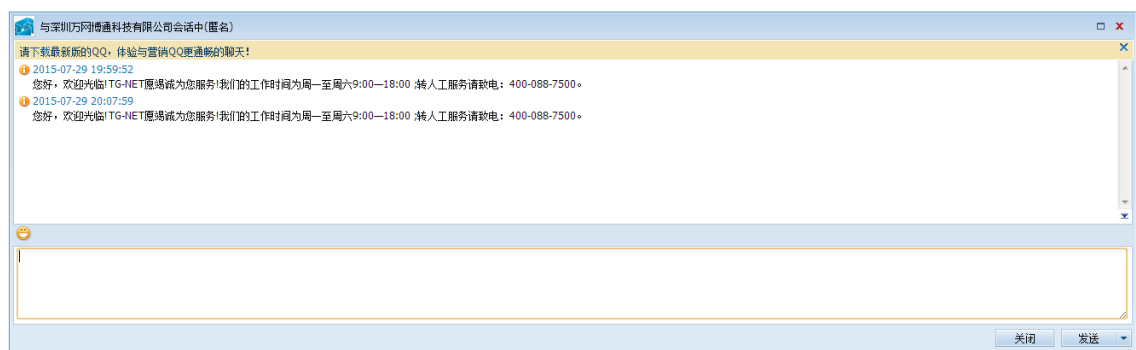 与深圳万网博通科技有限公司会话中(匿名)
请下载最新版的QQ，体验与营销QQ更通畅的聊天！
2015-07-29 19:59:52
您好，欢迎光临!TG-NET愿竭诚为您服务!我们的工作时间为周一至周六9:00—18:00 ;转人工服务请致电：400-088-7500。
2015-07-29 20:07:59
您好，欢迎光临!TG-NET愿竭诚为您服务!我们的工作时间为周一至周六9:00—18:00 ;转人工服务请致电：400-088-7500。
关闭 发送